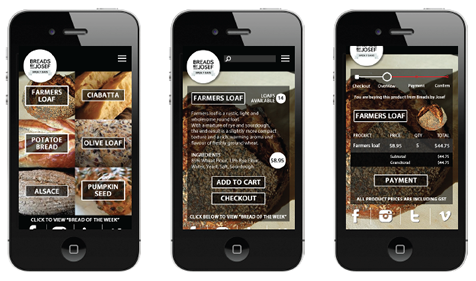 BREADS
BY
JOSEF
FARMERS
LOAF
CIABATTA
POTATOE
BREAD
OLIVE LOAF
ALSACE
PUMPKIN
SEED
CLICK TO VIEW "BREAD OF THE WEEK"
BREADS
BY
JOSEF
FARMERS LOAF
LOAFS
AVAILABLE
14
Farmers loaf is a rustic, light and
wholesome round loaf.
With a mixture of rye and sourdough,
the end result is a slightly more compact
texture and a rich, warming aroma and
flavour of freshly ground wheat.
INGREDIENTS
$8.95
ADD TO CART
CHECKOUT
CLICK BELOW TO VIEW "BREAD OF THE WEEK"
BREADS
BY
JOSEF
Checkout Overview Payment Confirm
You are buying this product from Breads by Josef
FARMERS LOAF
PRODUCT PRICE QTY TOTAL
Farmers loaf $8.95 5 $44.75
Subtotal $44.75
Grandtotal $44.75
PAYMENT
ALL PRODUCT PRICES ARE INCLUDING GST